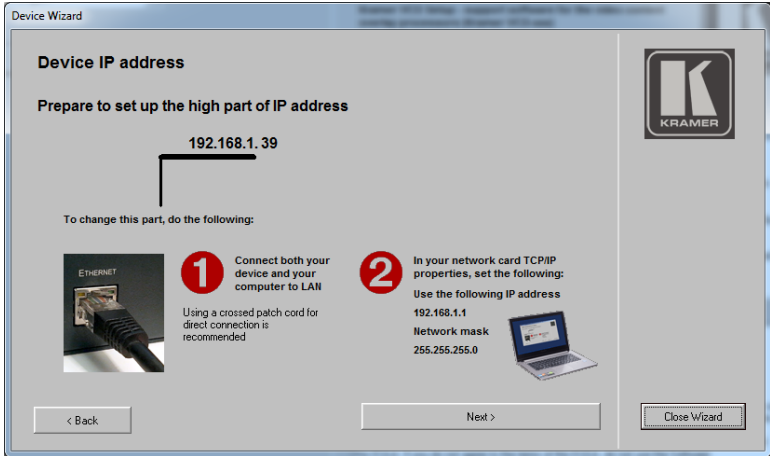 Device Wizard
Device IP address
Prepare to set up the high part of IP address
192.168.1. 39
To change this part, do the following:
ETHERNET
1
Connect both your
device and your
computer to LAN
Using a crossed patch cord for
direct connection is
recommended
2
In your network card TCP/IP
properties, set the following:
Use the following IP address
192.168.1.1
Network mask
255.255.255.0
K
KRAMER
< Back
Next >
Close Wizard